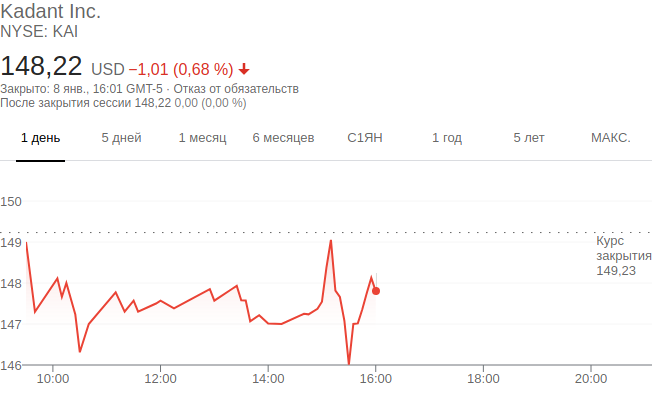 Kadant Inc.
NYSE: KAI
148,22 USD −1,01 (0,68 %)
Закрыто: 8 янв., 16:01 GMT-5 · Отказ от обязательств
После закрытия сессии 148,22 0,00 (0,00 %)
1 день 5 дней 1 месяц 6 месяцев С1ЯН 1 год 5 лет МАКС.
150
149
148
147
146
Курс
закрытия
149,23
10:00 12:00 14:00 16:00 18:00 20:00